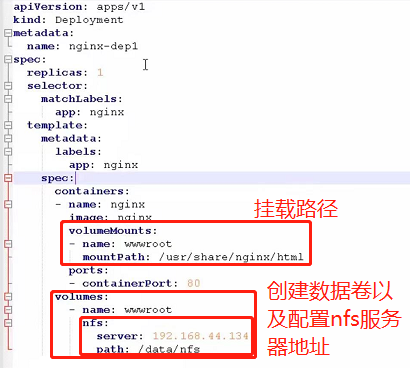 apiVersion: apps/v1
kind: Deployment
metadata:
  name: nginx-dep1
spec:
  replicas: 1
  selector:
    matchLabels:
      app: nginx
  template:
    metadata:
      labels:
        app: nginx
    spec:
      containers:
      - name: nginx
        image: nginx
        volumeMounts:
        - name: wwwroot
          mountPath: /usr/share/nginx/html
        ports:
        - containerPort: 80
      volumes:
        - name: wwwroot
          nfs:
            server: 192.168.44.134
            path: /data/nfs
挂载路径
创建数据卷以
及配置nfs服务
器地址